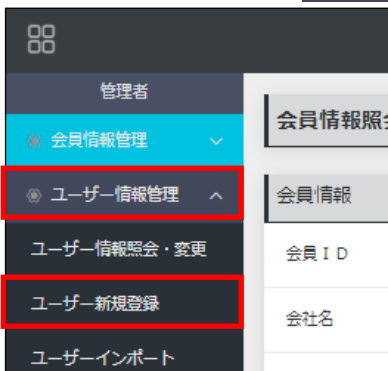 管理者
会員情報管理
ユーザー情報管理
ユーザー情報照会・変更
ユーザー新規登録
ユーザーインポート
会員情報照
会員情報
会員ＩＤ
会社名